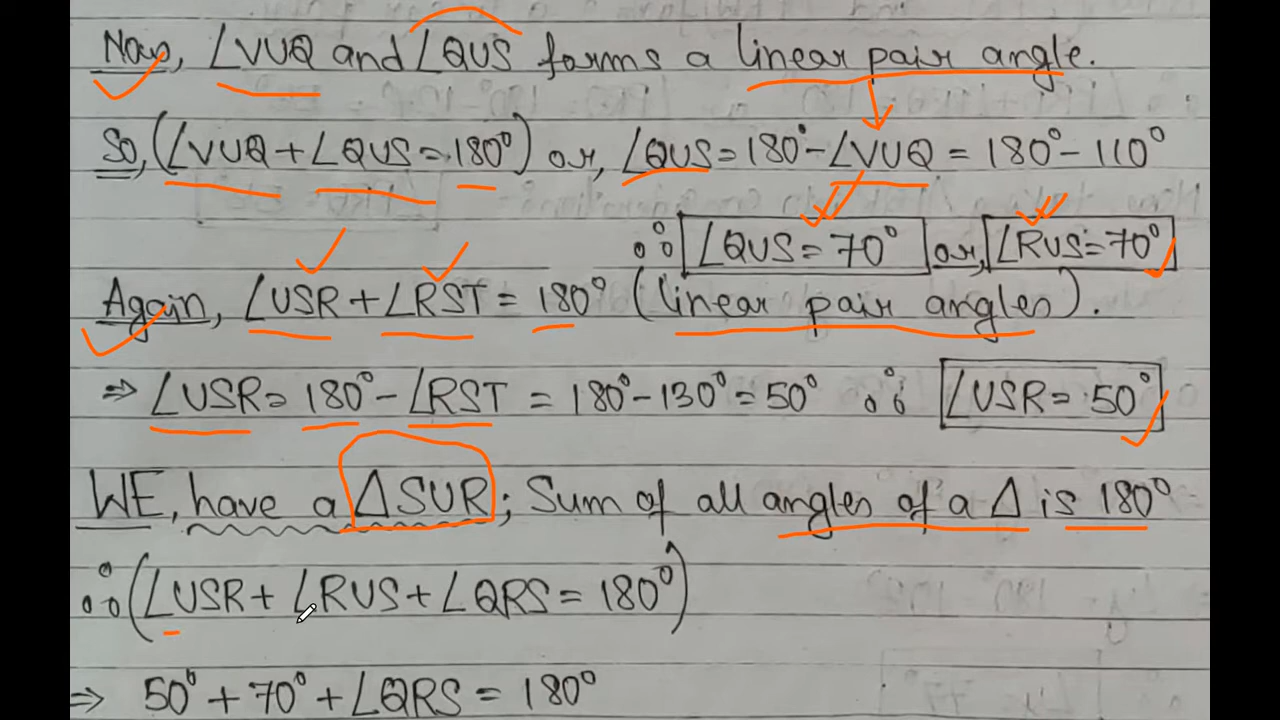 Now, ∠VUQ and ∠QUS forms a linear pair angle.
So, (∠VUQ + ∠QUS = 180°) or, ∠QUS = 180° - ∠VUQ = 180° - 110°
∴ ∠QUS = 70° or, ∠RUS = 70°
Again, ∠USR + ∠RST = 180° (linear pair angles).
⇒ ∠USR = 180° - ∠RST = 180° - 130° = 50° ∴ ∠USR = 50°
WE, have a △SUR; Sum of all angles of a △ is 180°
∴ (∠USR + ∠RUS + ∠QRS = 180°)
⇒ 50° + 70° + ∠QRS = 180°